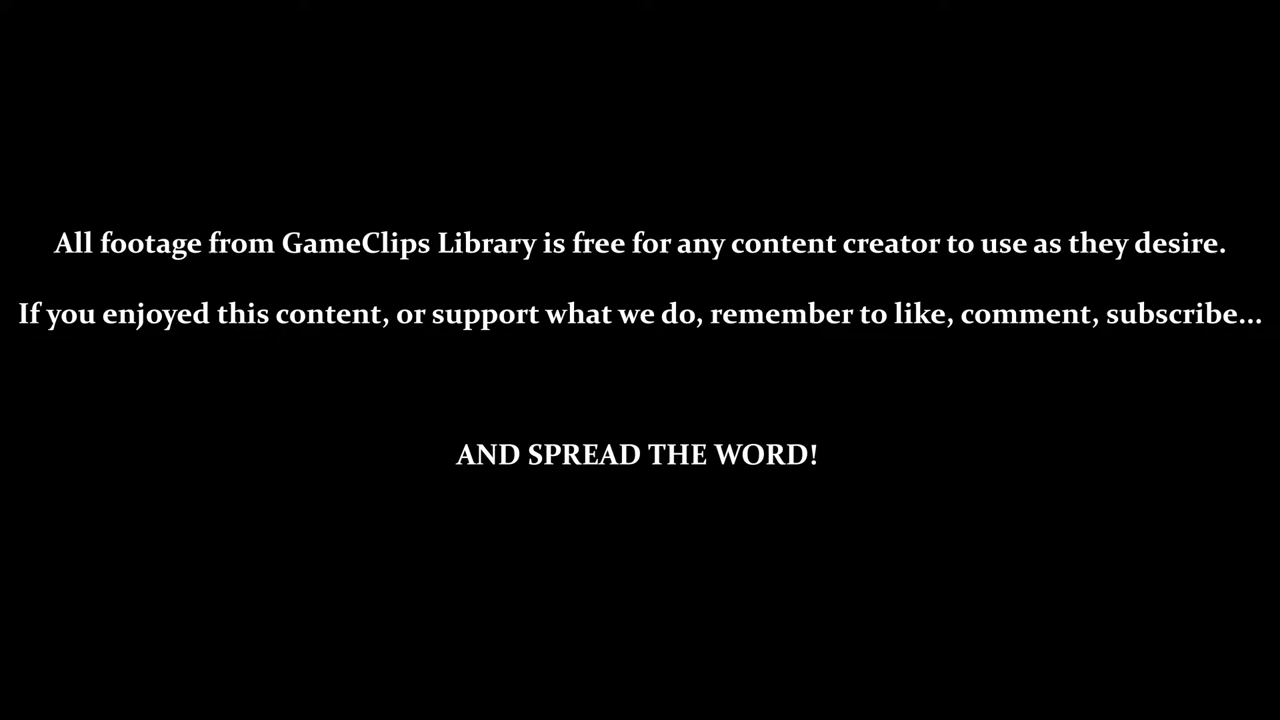 All footage from GameClips Library is free for any content creator to use as they desire.
If you enjoyed this content, or support what we do, remember to like, comment, subscribe...
AND SPREAD THE WORD!